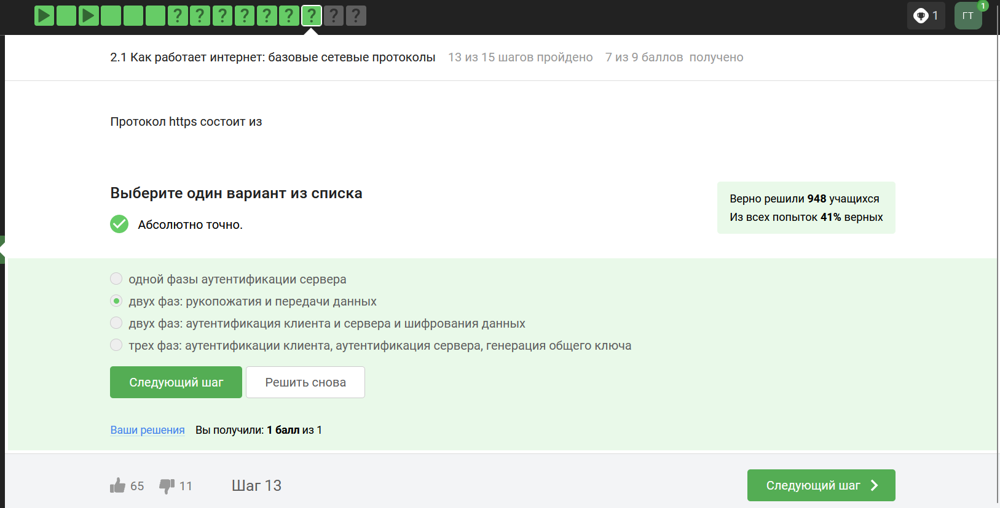 ? ? ? ? ? ? ? ? ?
1
ГТ
1
2.1 Как работает интернет: базовые сетевые протоколы 13 из 15 шагов пройдено 7 из 9 баллов получено
Протокол https состоит из
Выберите один вариант из списка
Верно решили 948 учащихся
Из всех попыток 41% верных
Абсолютно точно.
одной фазы аутентификации сервера
двух фаз: рукопожатия и передачи данных
двух фаз: аутентификация клиента и сервера и шифрования данных
трех фаз: аутентификации клиента, аутентификация сервера, генерация общего ключа
Следующий шаг Решить снова
Ваши решения Вы получили: 1 балл из 1
65 11 Шаг 13 Следующий шаг